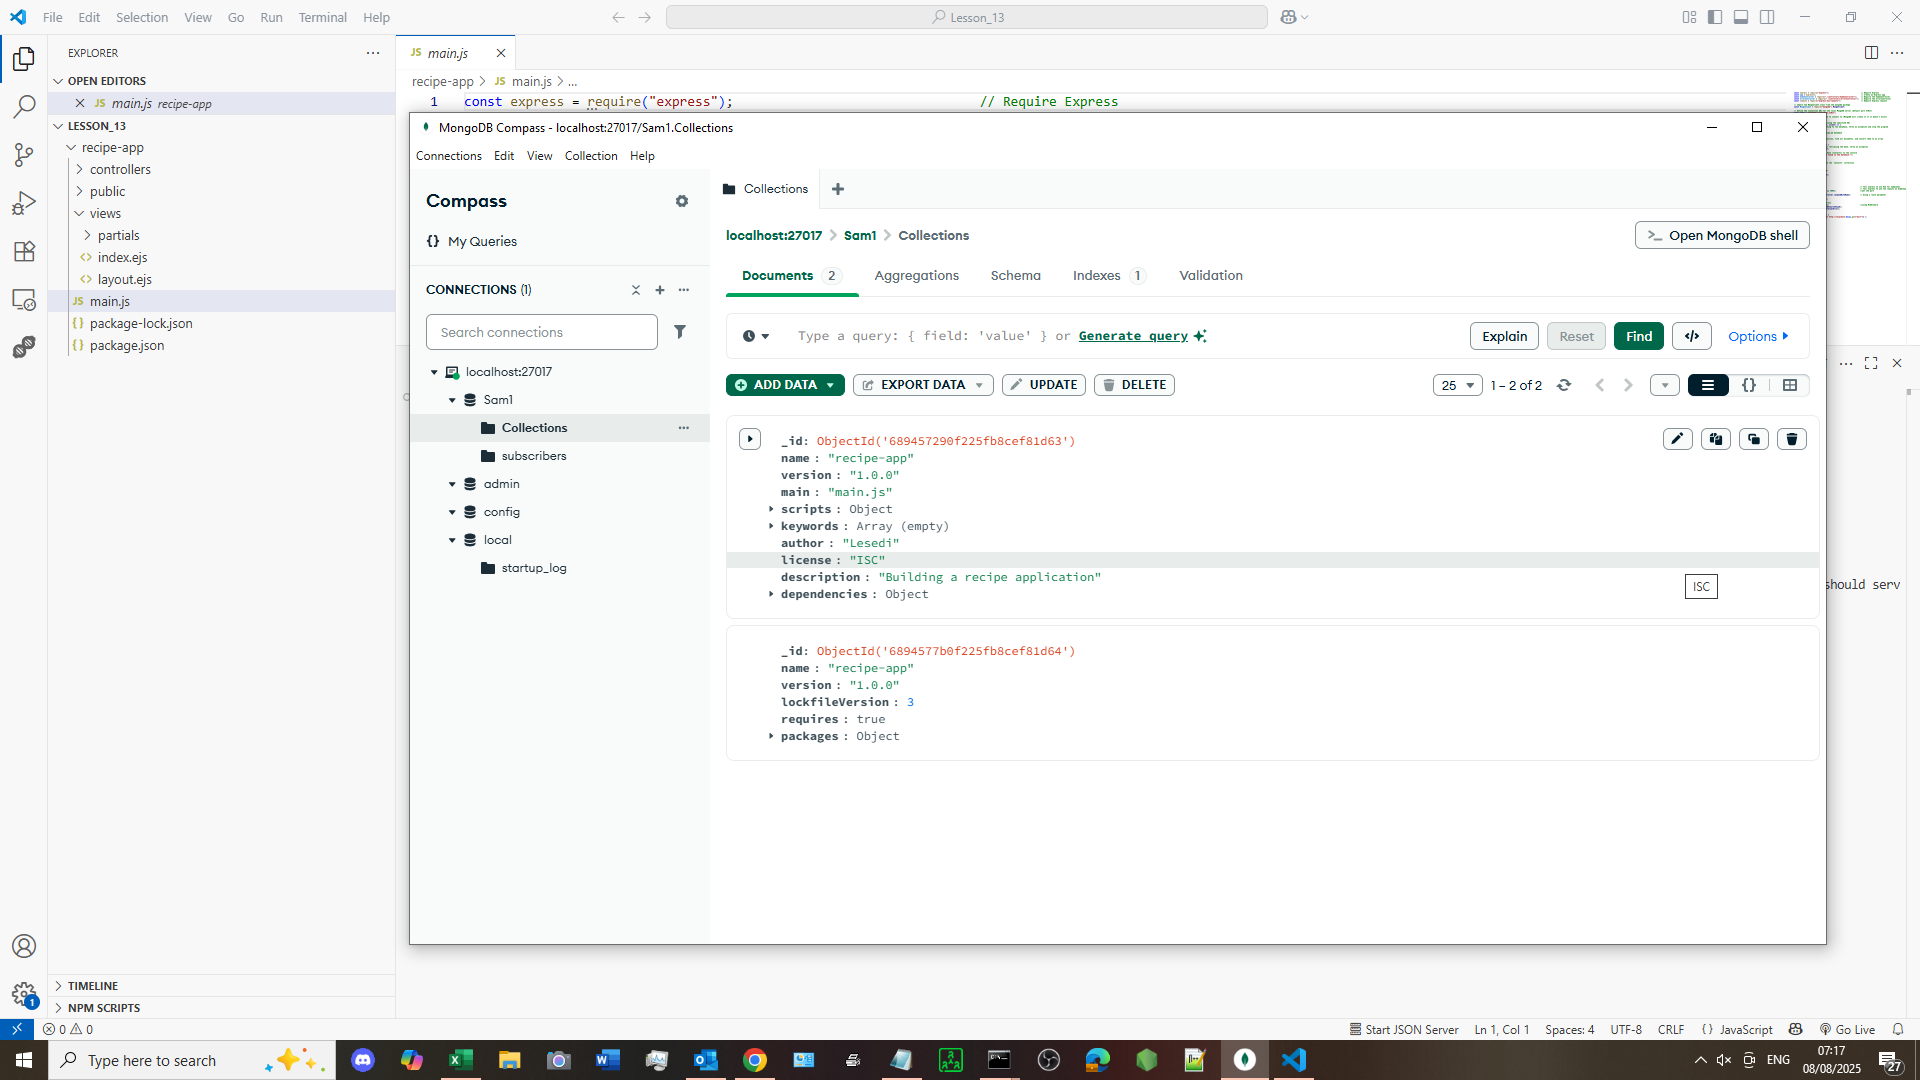 File Edit Selection View Go Run Terminal Help
Lesson_13
EXPLORER
OPEN EDITORS
JS main.js recipe-app
LESSON_13
recipe-app
controllers
public
views
partials
<> index.ejs
<> layout.ejs
JS main.js
{} package-lock.json
{} package.json
TIMELINE
NPM SCRIPTS
JS main.js
recipe-app > JS main.js > ...
1 const express = require("express"); // Require Express
MongoDB Compass - localhost:27017/Sam1.Collections
Connections Edit View Collection Help
Compass
{} My Queries
CONNECTIONS (1)
Search connections
localhost:27017
Sam1
Collections
subscribers
admin
config
local
startup_log
Collections
localhost:27017 > Sam1 > Collections
Open MongoDB shell
Documents 2 Aggregations Schema Indexes 1 Validation
Type a query: { field: 'value' } or Generate query
Explain Reset Find </> Options
ADD DATA EXPORT DATA UPDATE DELETE
25 1 – 2 of 2 {}
_id: ObjectId('689457290f225fb8cef81d63')
name : "recipe-app"
version : "1.0.0"
main : "main.js"
scripts : Object
keywords : Array (empty)
author : "Lesedi"
license : "ISC"
description : "Building a recipe application"
ISC
dependencies : Object
_id: ObjectId('6894577b0f225fb8cef81d64')
name : "recipe-app"
version : "1.0.0"
lockfileVersion : 3
requires : true
packages : Object
should serv
1
0 0
Start JSON Server Ln 1, Col 1 Spaces: 4 UTF-8 CRLF {} JavaScript Go Live
Type here to search
ENG
07:17
08/08/2025
27